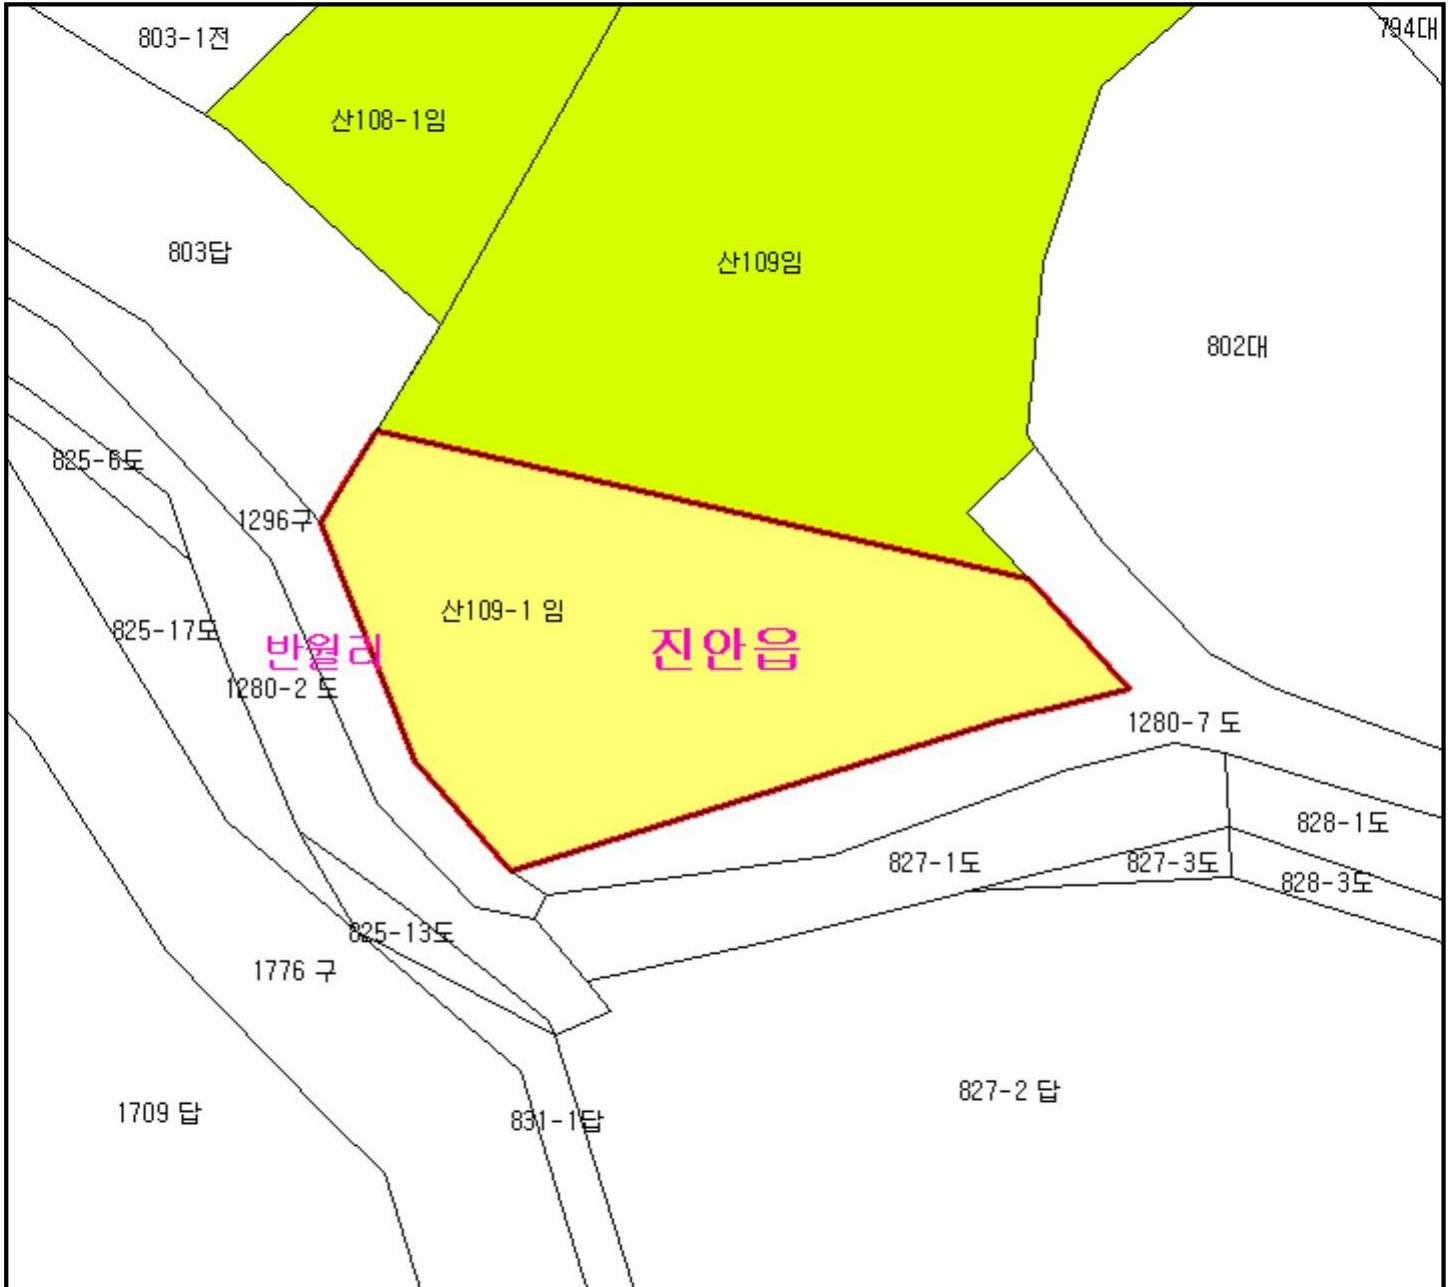 803-1전
794대
산108-1임
803답
산109임
802대
825-6도
1296구
산109-1 임
825-17도
반월리
진안읍
1280-2 도
1280-7 도
828-1도
827-1도
827-3도
828-3도
825-13도
1776 구
827-2 답
1709 답
831-1답